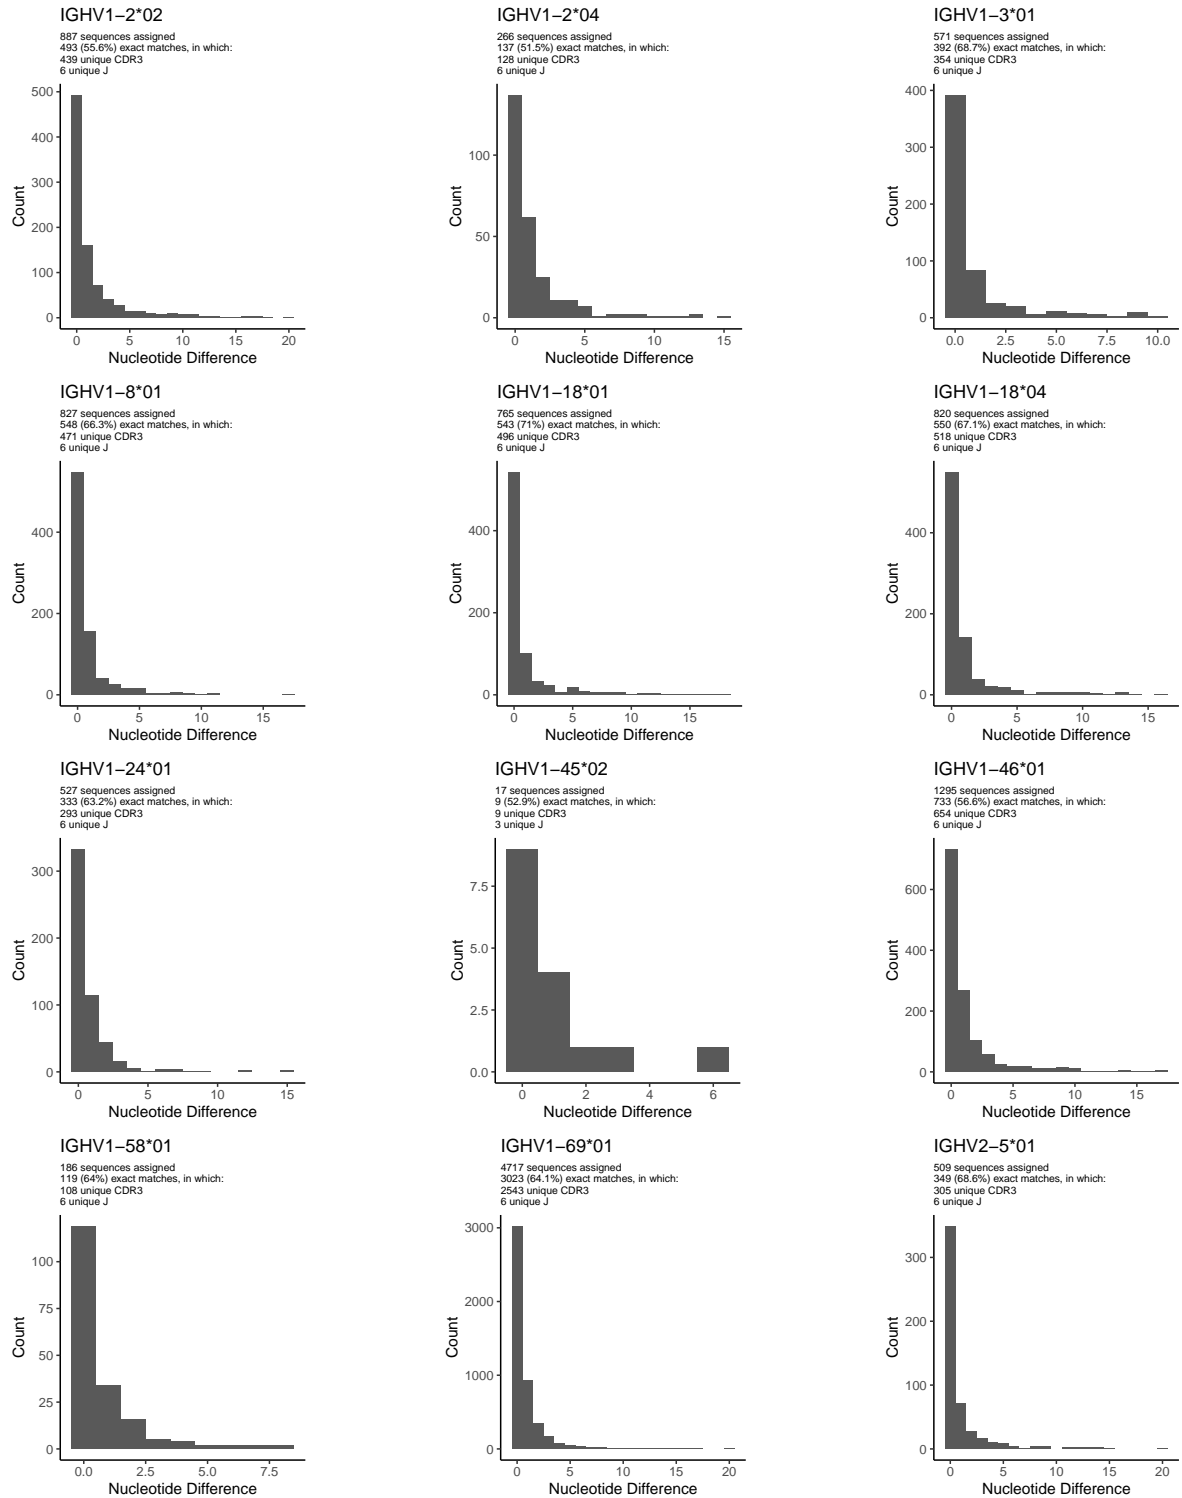 IGHV1−2*02
887 sequences assigned
493 (55.6%) exact matches, in which:
439 unique CDR3
6 unique J
500
400
300
200
100
0
Count
0 5 10 15 20
Nucleotide Difference
IGHV1−2*04
266 sequences assigned
137 (51.5%) exact matches, in which:
128 unique CDR3
6 unique J
100
50
0
Count
0 5 10 15
Nucleotide Difference
IGHV1−3*01
571 sequences assigned
392 (68.7%) exact matches, in which:
354 unique CDR3
6 unique J
400
300
200
100
0
Count
0.0 2.5 5.0 7.5 10.0
Nucleotide Difference
IGHV1−8*01
827 sequences assigned
548 (66.3%) exact matches, in which:
471 unique CDR3
6 unique J
400
200
0
Count
0 5 10 15
Nucleotide Difference
IGHV1−18*01
765 sequences assigned
543 (71%) exact matches, in which:
496 unique CDR3
6 unique J
400
200
0
Count
0 5 10 15
Nucleotide Difference
IGHV1−18*04
820 sequences assigned
550 (67.1%) exact matches, in which:
518 unique CDR3
6 unique J
400
200
0
Count
0 5 10 15
Nucleotide Difference
IGHV1−24*01
527 sequences assigned
333 (63.2%) exact matches, in which:
293 unique CDR3
6 unique J
300
200
100
0
Count
0 5 10 15
Nucleotide Difference
IGHV1−45*02
17 sequences assigned
9 (52.9%) exact matches, in which:
9 unique CDR3
3 unique J
7.5
5.0
2.5
0.0
Count
0 2 4 6
Nucleotide Difference
IGHV1−46*01
1295 sequences assigned
733 (56.6%) exact matches, in which:
654 unique CDR3
6 unique J
600
400
200
0
Count
0 5 10 15
Nucleotide Difference
IGHV1−58*01
186 sequences assigned
119 (64%) exact matches, in which:
108 unique CDR3
6 unique J
100
75
50
25
0
Count
0.0 2.5 5.0 7.5
Nucleotide Difference
IGHV1−69*01
4717 sequences assigned
3023 (64.1%) exact matches, in which:
2543 unique CDR3
6 unique J
3000
2000
1000
0
Count
0 5 10 15 20
Nucleotide Difference
IGHV2−5*01
509 sequences assigned
349 (68.6%) exact matches, in which:
305 unique CDR3
6 unique J
300
200
100
0
Count
0 5 10 15 20
Nucleotide Difference